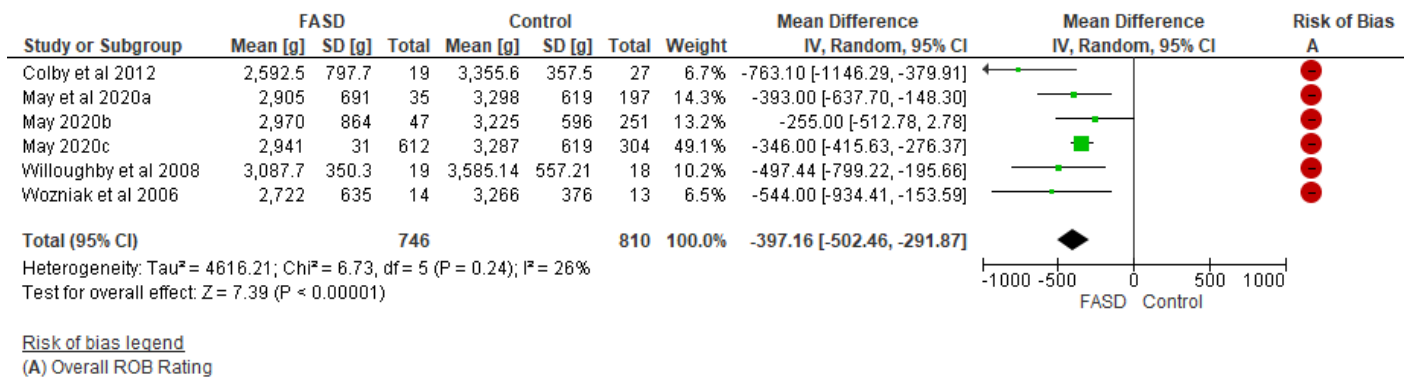 FASD Control Mean Difference Mean Difference Risk of Bias
Study or Subgroup Mean [g] SD [g] Total Mean [g] SD [g] Total Weight IV, Random, 95% CI IV, Random, 95% CI A
Colby et al 2012 2,592.5 797.7 19 3,355.6 357.5 27 6.7% -763.10 [-1146.29, -379.91]
May et al 2020a 2,905 691 35 3,298 619 197 14.3% -393.00 [-637.70, -148.30]
May 2020b 2,970 864 47 3,225 596 251 13.2% -255.00 [-512.78, 2.78]
May 2020c 2,941 31 612 3,287 619 304 49.1% -346.00 [-415.63, -276.37]
Willoughby et al 2008 3,087.7 350.3 19 3,585.14 557.21 18 10.2% -497.44 [-799.22, -195.66]
Wozniak et al 2006 2,722 635 14 3,266 376 13 6.5% -544.00 [-934.41, -153.59]
Total (95% CI) 746 810 100.0% -397.16 [-502.46, -291.87]
Heterogeneity: Tau² = 4616.21; Chi² = 6.73, df = 5 (P = 0.24); I² = 26%
Test for overall effect: Z = 7.39 (P < 0.00001)
-1000 -500 0 500 1000
FASD Control
Risk of bias legend
(A) Overall ROB Rating